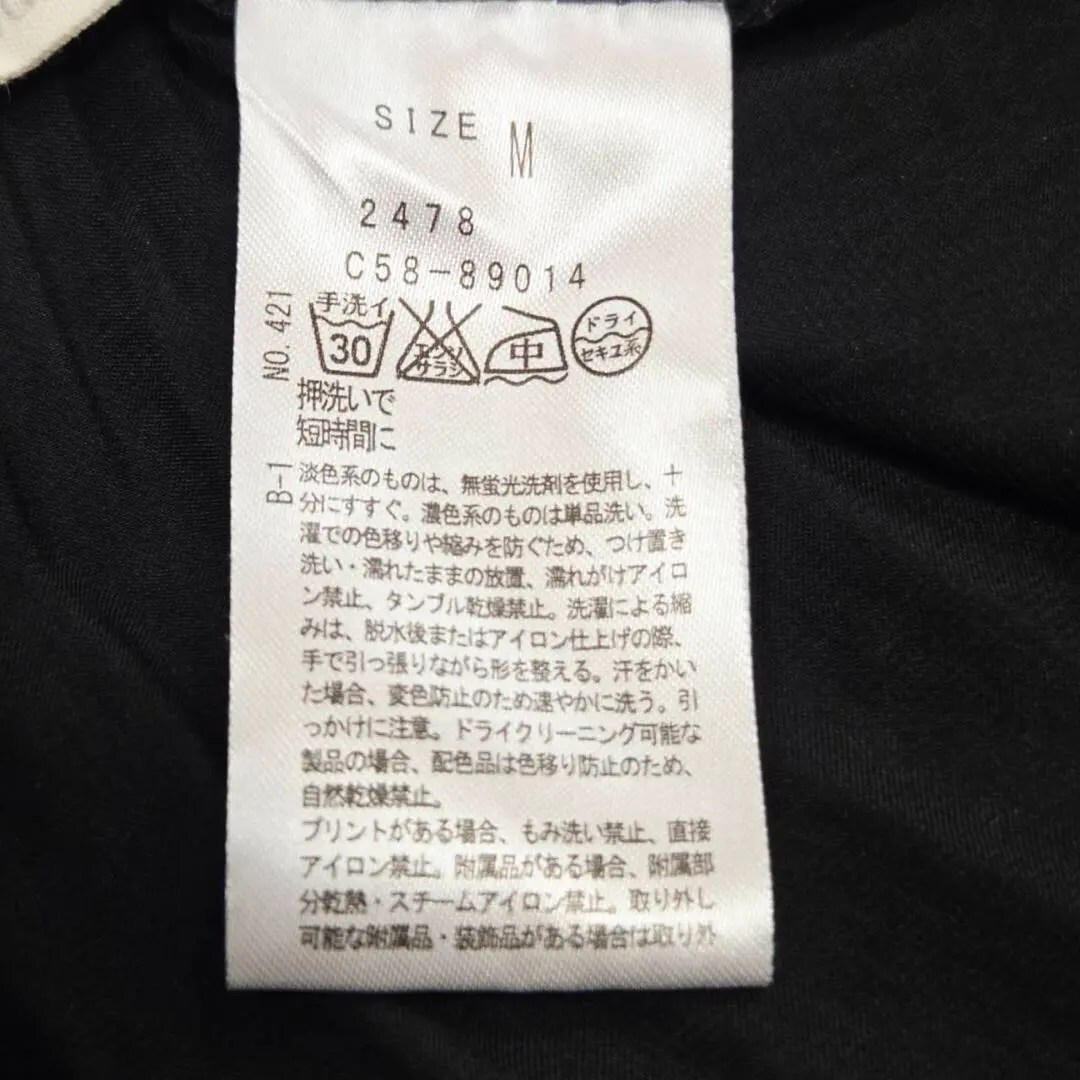 SIZE M
2478
C58-89014
NO. 421
手洗イ
30
エンソ
サラシ
中
ドライ
セキユ系
押洗いで
短時間に
B-1
淡色系のものは、無蛍光洗剤を使用し、十
分にすすぐ。濃色系のものは単品洗い。洗
濯での色移りや縮みを防ぐため、つけ置き
洗い・濡れたままの放置、濡れがけアイロ
ン禁止、タンブル乾燥禁止。洗濯による縮
みは、脱水後またはアイロン仕上げの際、
手で引っ張りながら形を整える。汗をかい
た場合、変色防止のため速やかに洗う。引
っかけに注意。ドライクリーニング可能な
製品の場合、配色品は色移り防止のため、
自然乾燥禁止。
プリントがある場合、もみ洗い禁止、直接
アイロン禁止。附属品がある場合、附属部
分乾熱・スチームアイロン禁止。取り外し
可能な附属品・装飾品がある場合は取り外